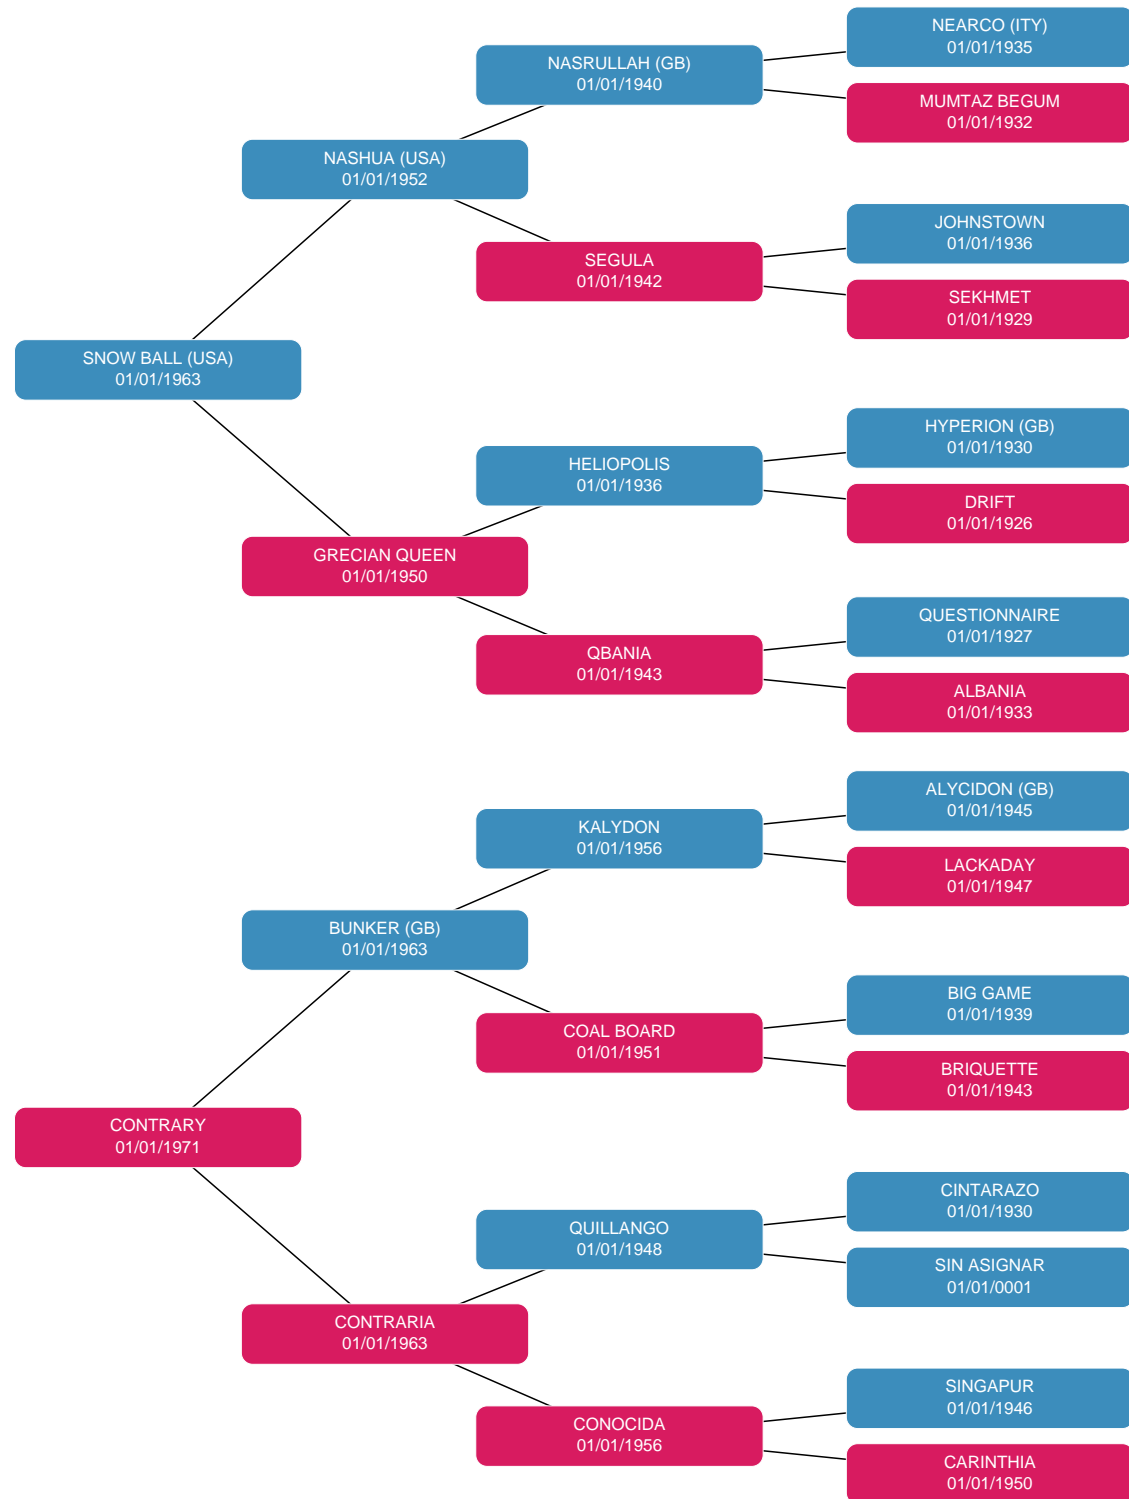 NEARCO (ITY)
01/01/1935
NASRULLAH (GB)
01/01/1940
MUMTAZ BEGUM
01/01/1932
NASHUA (USA)
01/01/1952
JOHNSTOWN
01/01/1936
SEGULA
01/01/1942
SEKHMET
01/01/1929
SNOW BALL (USA)
01/01/1963
HYPERION (GB)
01/01/1930
HELIOPOLIS
01/01/1936
DRIFT
01/01/1926
GRECIAN QUEEN
01/01/1950
QUESTIONNAIRE
01/01/1927
QBANIA
01/01/1943
ALBANIA
01/01/1933
ALYCIDON (GB)
01/01/1945
KALYDON
01/01/1956
LACKADAY
01/01/1947
BUNKER (GB)
01/01/1963
BIG GAME
01/01/1939
COAL BOARD
01/01/1951
BRIQUETTE
01/01/1943
CONTRARY
01/01/1971
CINTARAZO
01/01/1930
QUILLANGO
01/01/1948
SIN ASIGNAR
01/01/0001
CONTRARIA
01/01/1963
SINGAPUR
01/01/1946
CONOCIDA
01/01/1956
CARINTHIA
01/01/1950